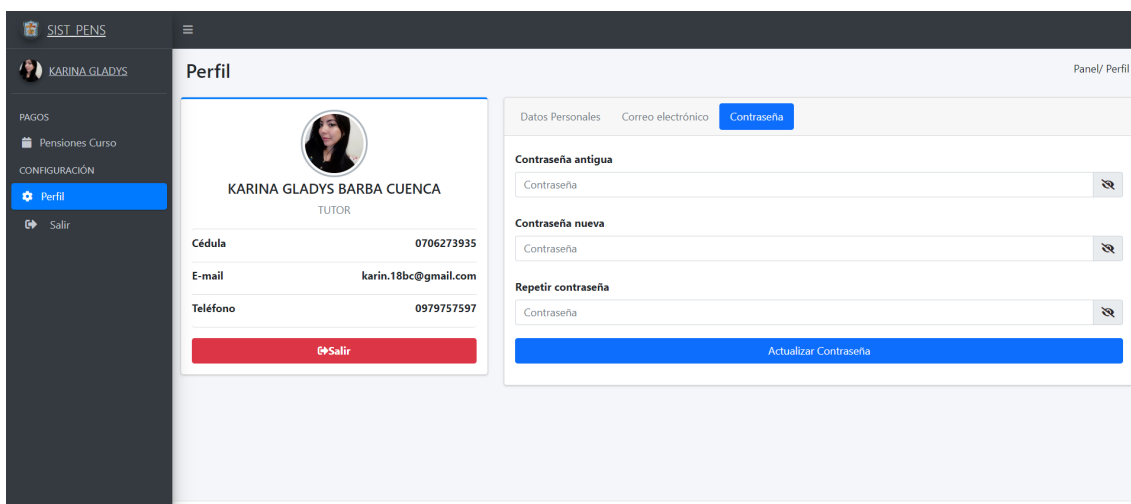 SIST_PENS
KARINA GLADYS
PAGOS
Pensiones Curso
CONFIGURACIÓN
Perfil
Salir
Perfil
Panel/ Perfil
KARINA GLADYS BARBA CUENCA
TUTOR
Cédula 0706273935
E-mail karin.18bc@gmail.com
Teléfono 0979757597
Salir
Datos Personales Correo electrónico Contraseña
Contraseña antigua
Contraseña
Contraseña nueva
Contraseña
Repetir contraseña
Contraseña
Actualizar Contraseña